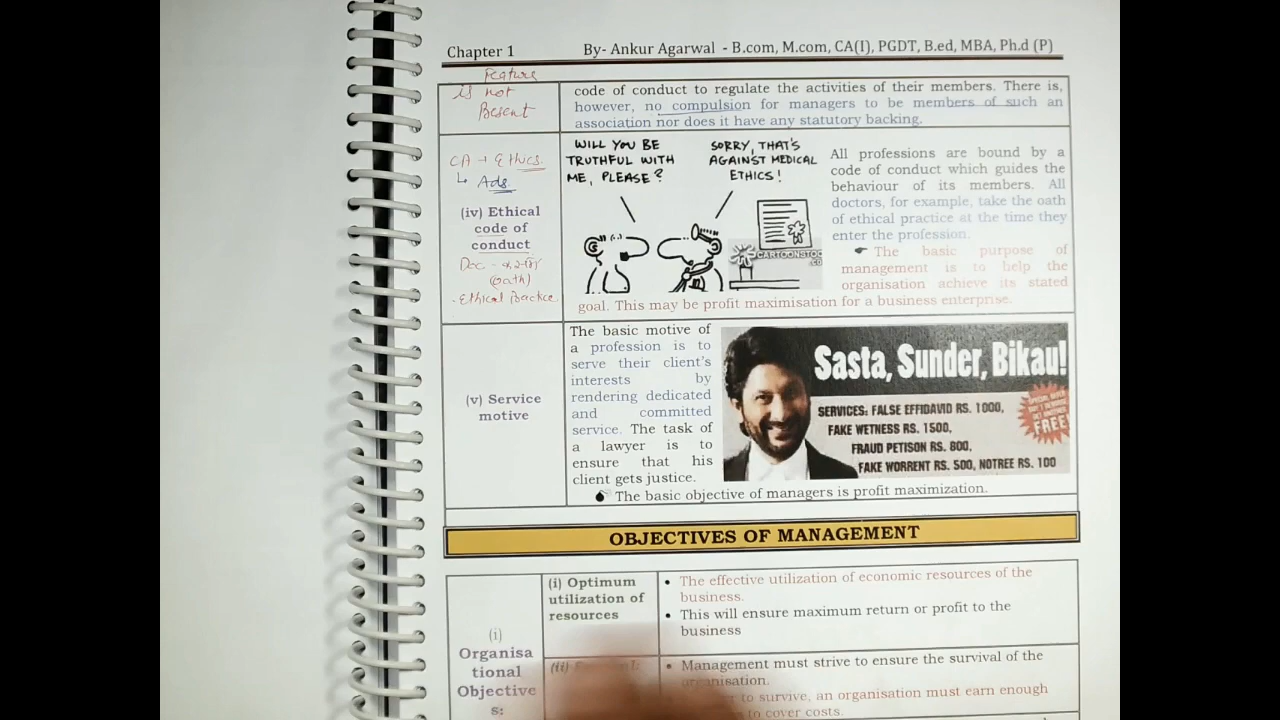 Chapter 1
By- Ankur Agarwal - B.com, M.com, CA(I), PGDT, B.ed, MBA, Ph.d (P)
Feature
is not
Present
code of conduct to regulate the activities of their members. There is,
however, no compulsion for managers to be members of such an
association nor does it have any statutory backing.
CA → Ethics
↳ Ads
(iv) Ethical
code of
conduct
(oath)
WILL YOU BE
TRUTHFUL WITH
ME, PLEASE?
SORRY, THAT'S
AGAINST MEDICAL
ETHICS!
All professions are bound by a
code of conduct which guides the
behaviour of its members. All
doctors, for example, take the oath
of ethical practice at the time they
enter the profession.
☛ The basic purpose of
management is to help the
organisation achieve its stated
goal. This may be profit maximisation for a business enterprise.
(v) Service
motive
The basic motive of
a profession is to
serve their client's
interests by
rendering dedicated
and committed
service. The task of
a lawyer is to
ensure that his
client gets justice.
Sasta, Sunder, Bikau!
SERVICES: FALSE EFFIDAVID RS. 1000,
FAKE WETNESS RS. 1500,
FRAUD PETISON RS. 800,
FAKE WORRENT RS. 500, NOTREE RS. 100
FREE!
The basic objective of managers is profit maximization.
OBJECTIVES OF MANAGEMENT
(i)
Organisa
tional
Objective
s:
(i) Optimum
utilization of
resources
• The effective utilization of economic resources of the
business.
• This will ensure maximum return or profit to the
business
(ii)
• Management must strive to ensure the survival of the
organisation.
to survive, an organisation must earn enough
to cover costs.